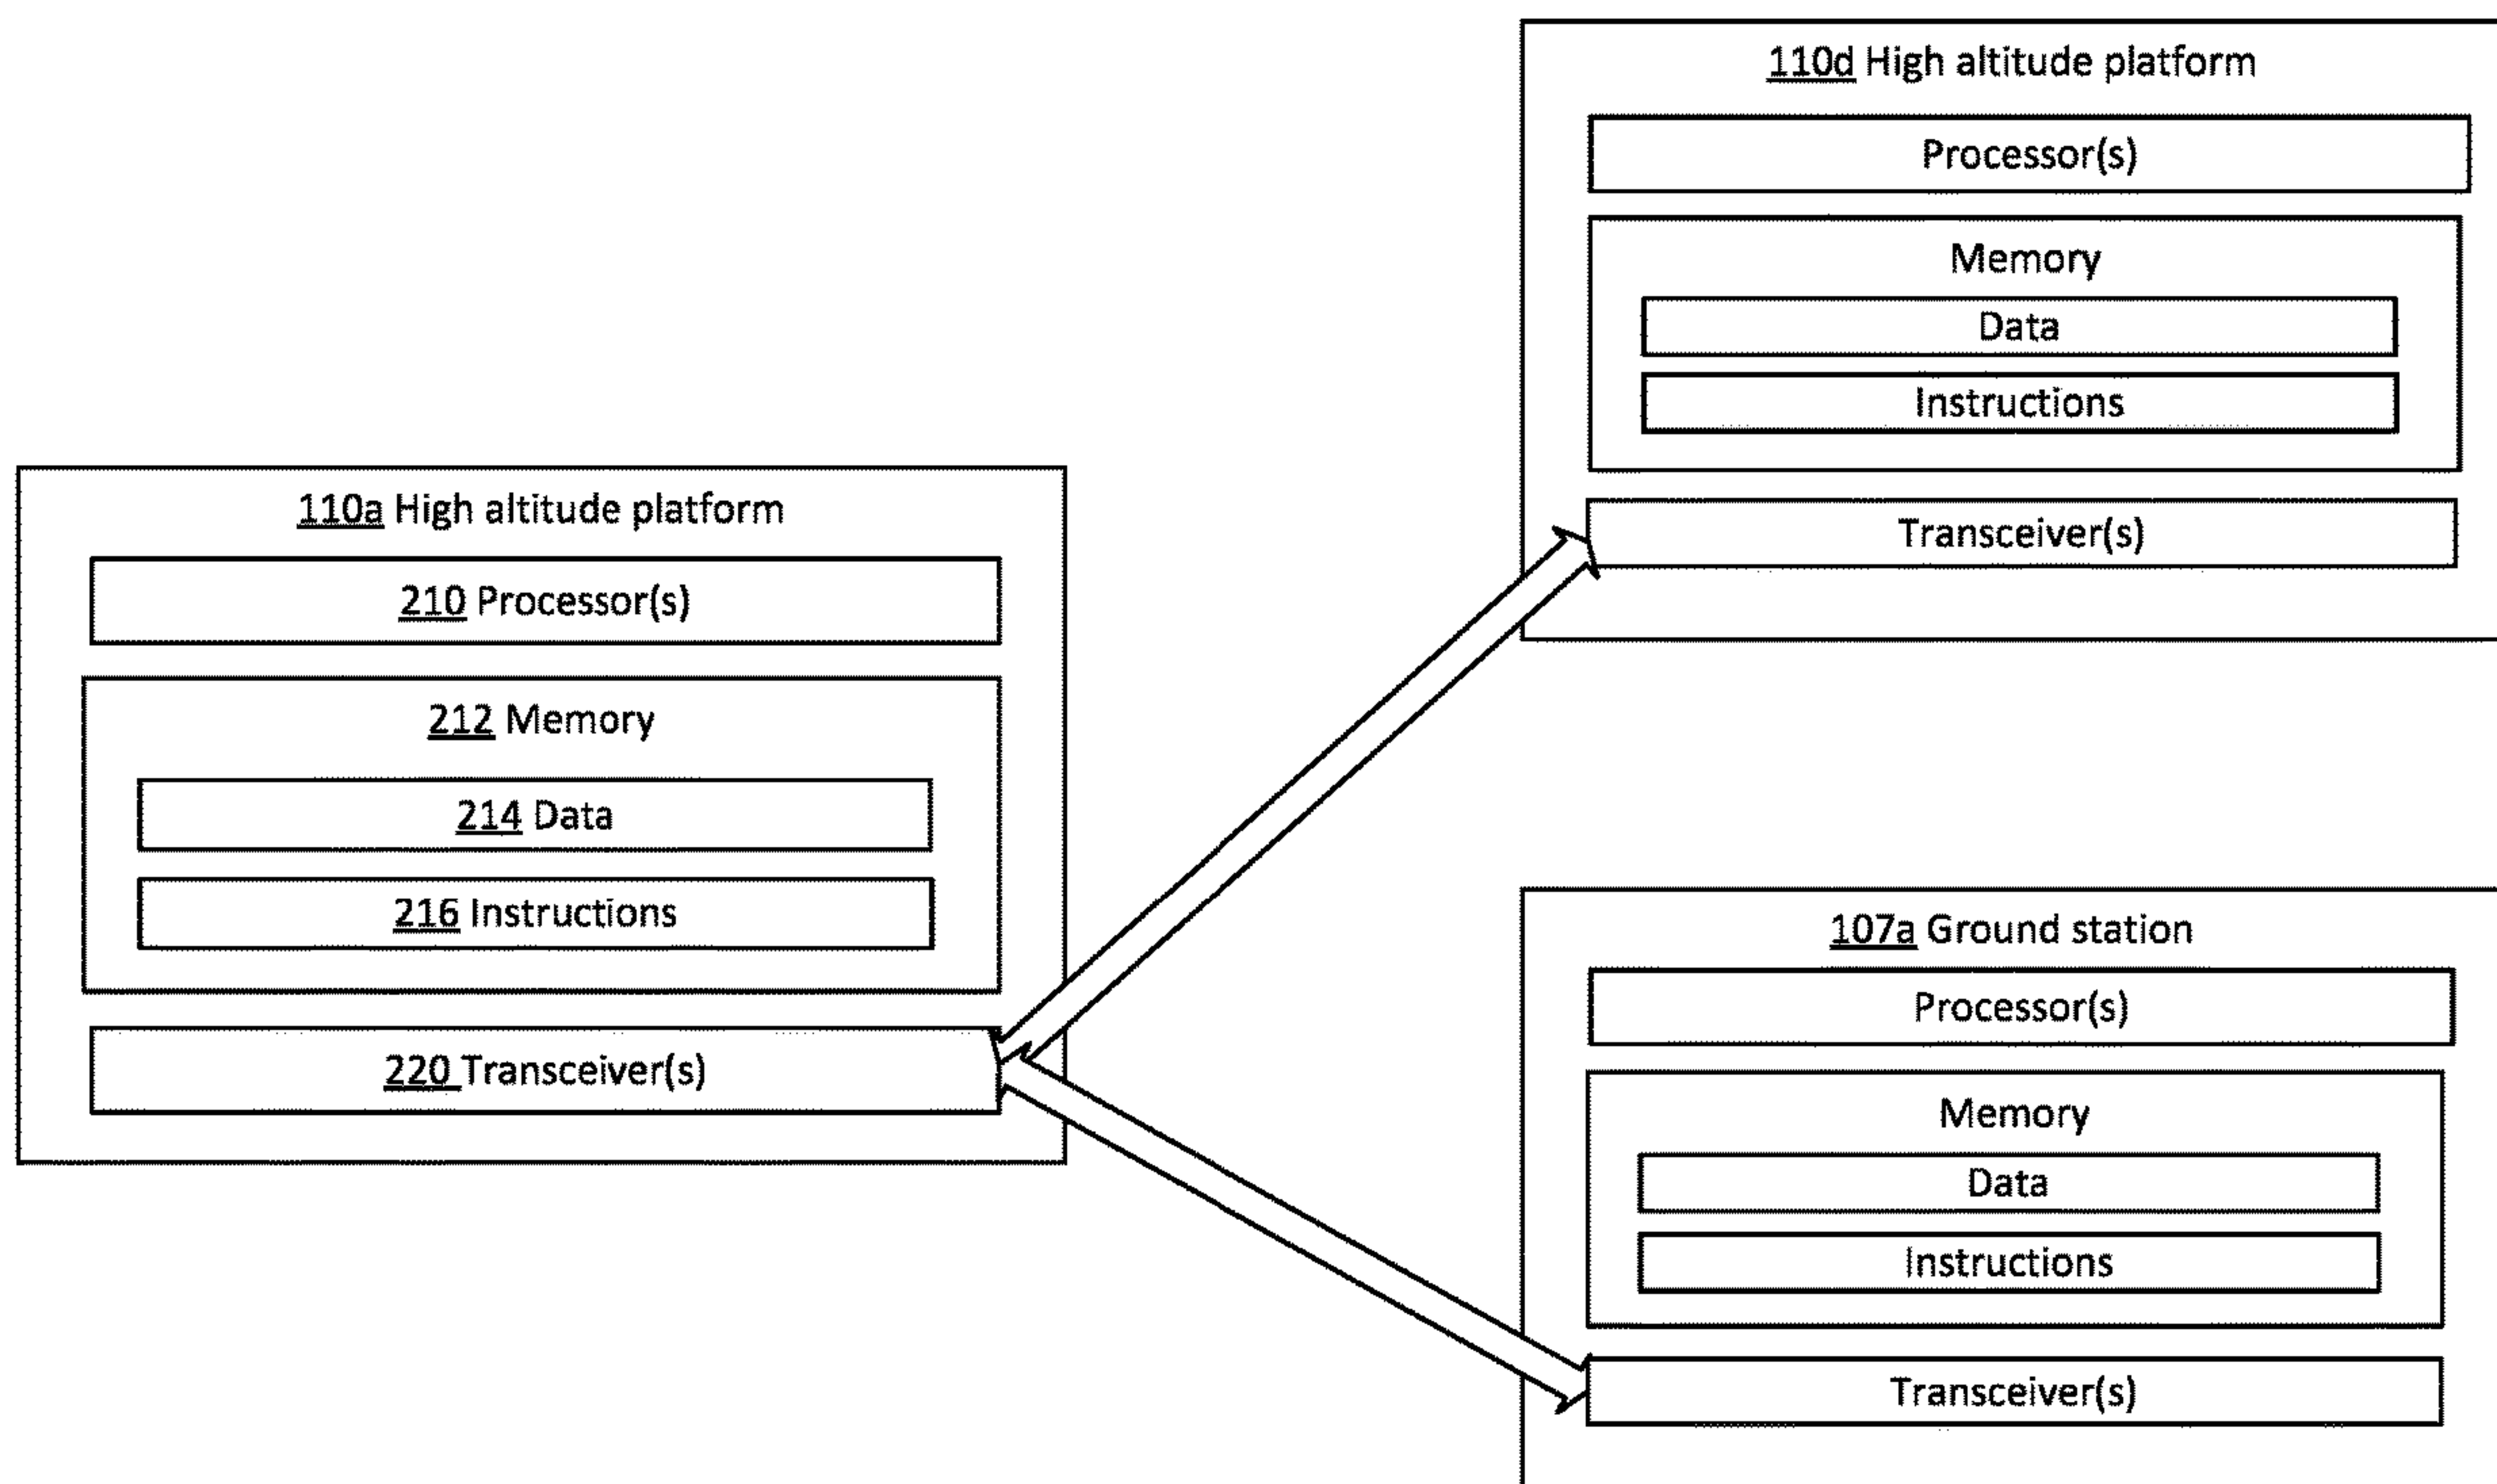 110a High altitude platform
210 Processor(s)
212 Memory
214 Data
216 Instructions
220 Transceiver(s)
110d High altitude platform
Processor(s)
Memory
Data
Instructions
Transceiver(s)
107a Ground station
Processor(s)
Memory
Data
Instructions
Transceiver(s)